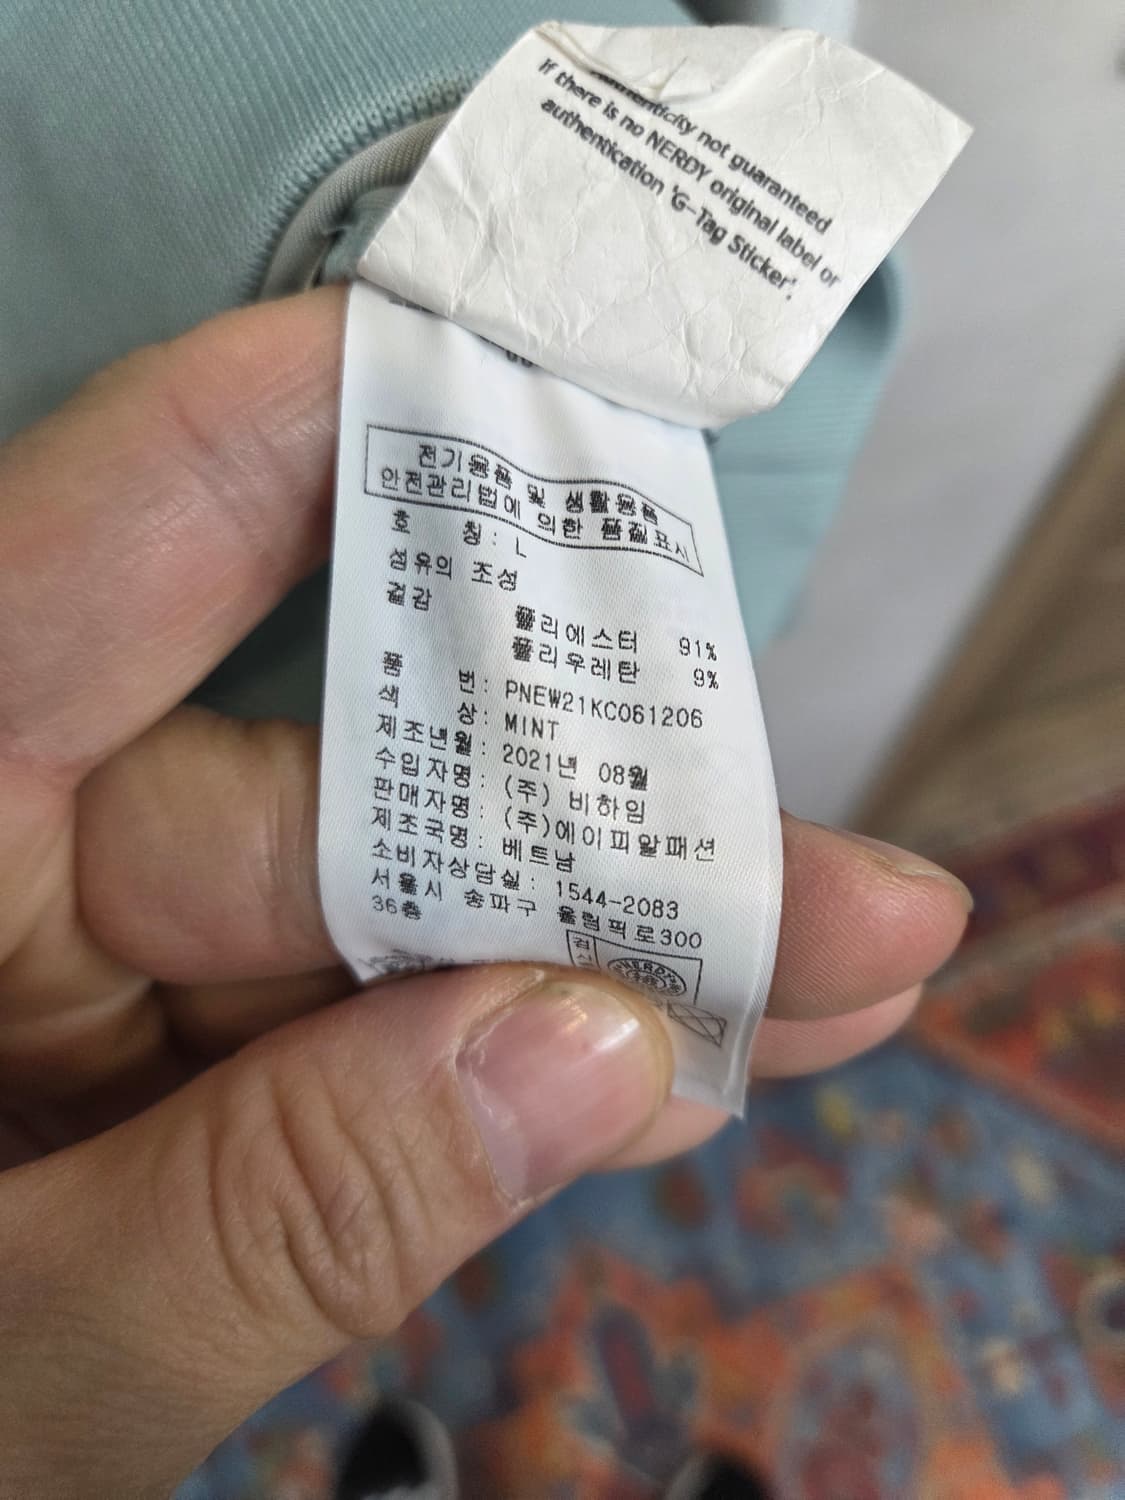 Authenticity not guaranteed
If there is no NERDY original label or
authentication 'G-Tag Sticker'.
전기용품 및 생활용품
안전관리법에 의한 품질표시
호 칭: L
섬유의 조성
겉감 폴리에스터 91%
폴리우레탄 9%
품 번: PNEW21KC061206
색 상: MINT
제조년월: 2021년 08월
수입자명: (주) 비하임
판매자명: (주)에이피알패션
제조국명: 베트남
소비자상담실: 1544-2083
서울시 송파구 올림픽로300
36층
NERDY